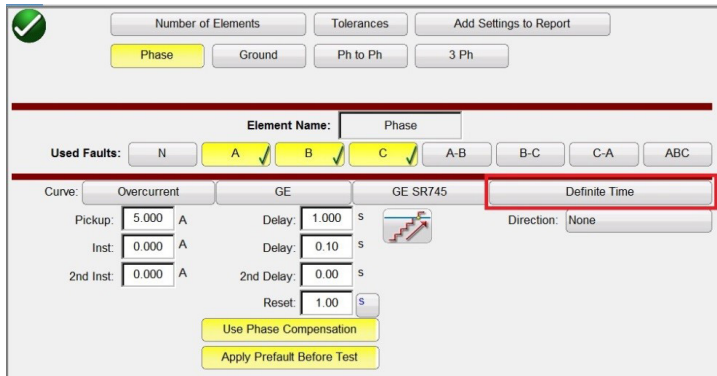 Number of Elements Tolerances Add Settings to Report
Phase Ground Ph to Ph 3 Ph
Element Name: Phase
Used Faults: N A B C A-B B-C C-A ABC
Curve: Overcurrent GE GE SR745 Definite Time
Pickup: 5.000 A Delay: 1.000 s Direction: None
Inst: 0.000 A Delay: 0.10 s
2nd Inst: 0.000 A 2nd Delay: 0.00 s
Reset: 1.00 s
Use Phase Compensation
Apply Prefault Before Test